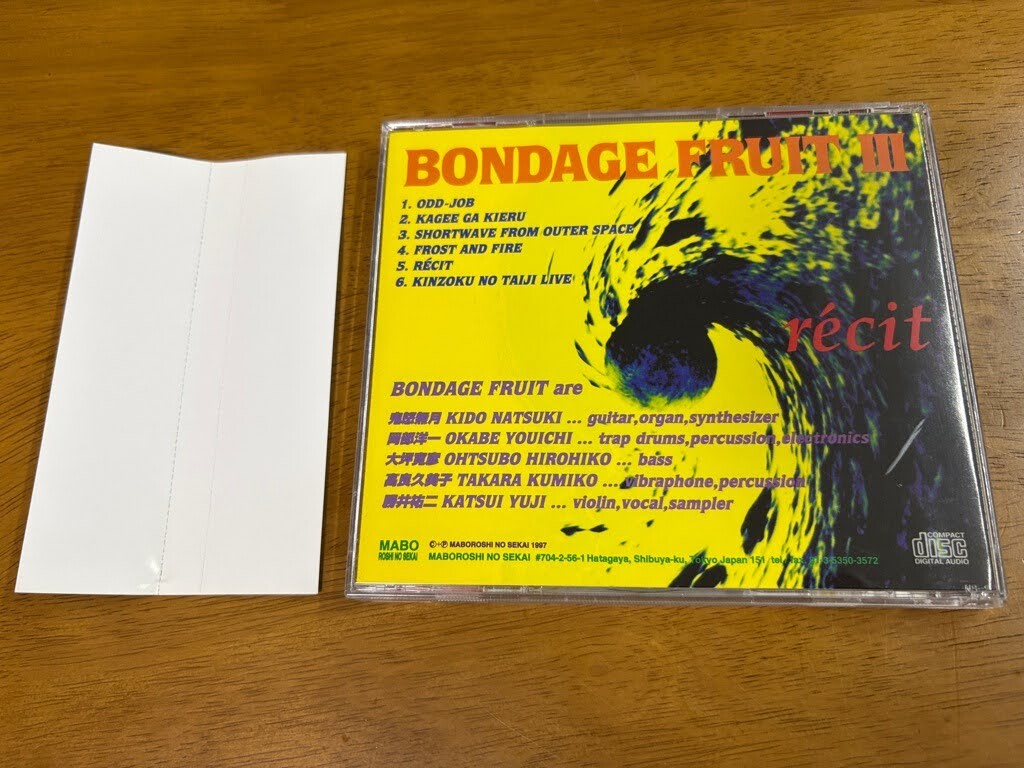 BONDAGE FRUIT III
1. ODD-JOB
2. KAGEE GA KIERU
3. SHORTWAVE FROM OUTER SPACE
4. FROST AND FIRE
5. RÉCIT
6. KINZOKU NO TAIJI LIVE
récit
BONDAGE FRUIT are
鬼怒無月 KIDO NATSUKI ... guitar,organ,synthesizer
岡部洋一 OKABE YOUICHI ... trap drums,percussion,electronics
大坪寛彦 OHTSUBO HIROHIKO ... bass
高良久美子 TAKARA KUMIKO ... vibraphone,percussion
勝井祐二 KATSUI YUJI ... violin,vocal,sampler
MABO
ROSHI NO SEKAI
©+℗ MABOROSHI NO SEKAI 1997
MABOROSHI NO SEKAI #704-2-56-1 Hatagaya, Shibuya-ku, Tokyo Japan 151 tel 3-5350-3572
COMPACT
disc
DIGITAL AUDIO